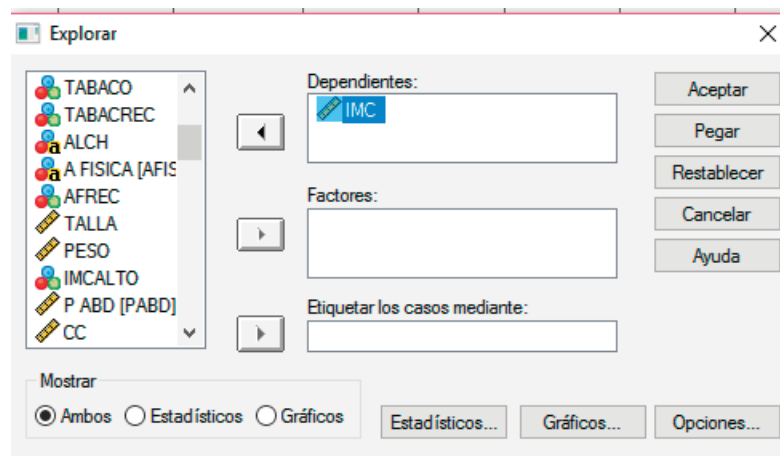 Explorar
TABACO
TABACREC
ALCH
A FISICA [AFIS
AFREC
TALLA
PESO
IMCALTO
P ABD [PABD]
CC
Dependientes:
IMC
Factores:
Etiquetar los casos mediante:
Aceptar
Pegar
Restablecer
Cancelar
Ayuda
Mostrar
Ambos Estadísticos Gráficos
Estadísticos... Gráficos... Opciones...